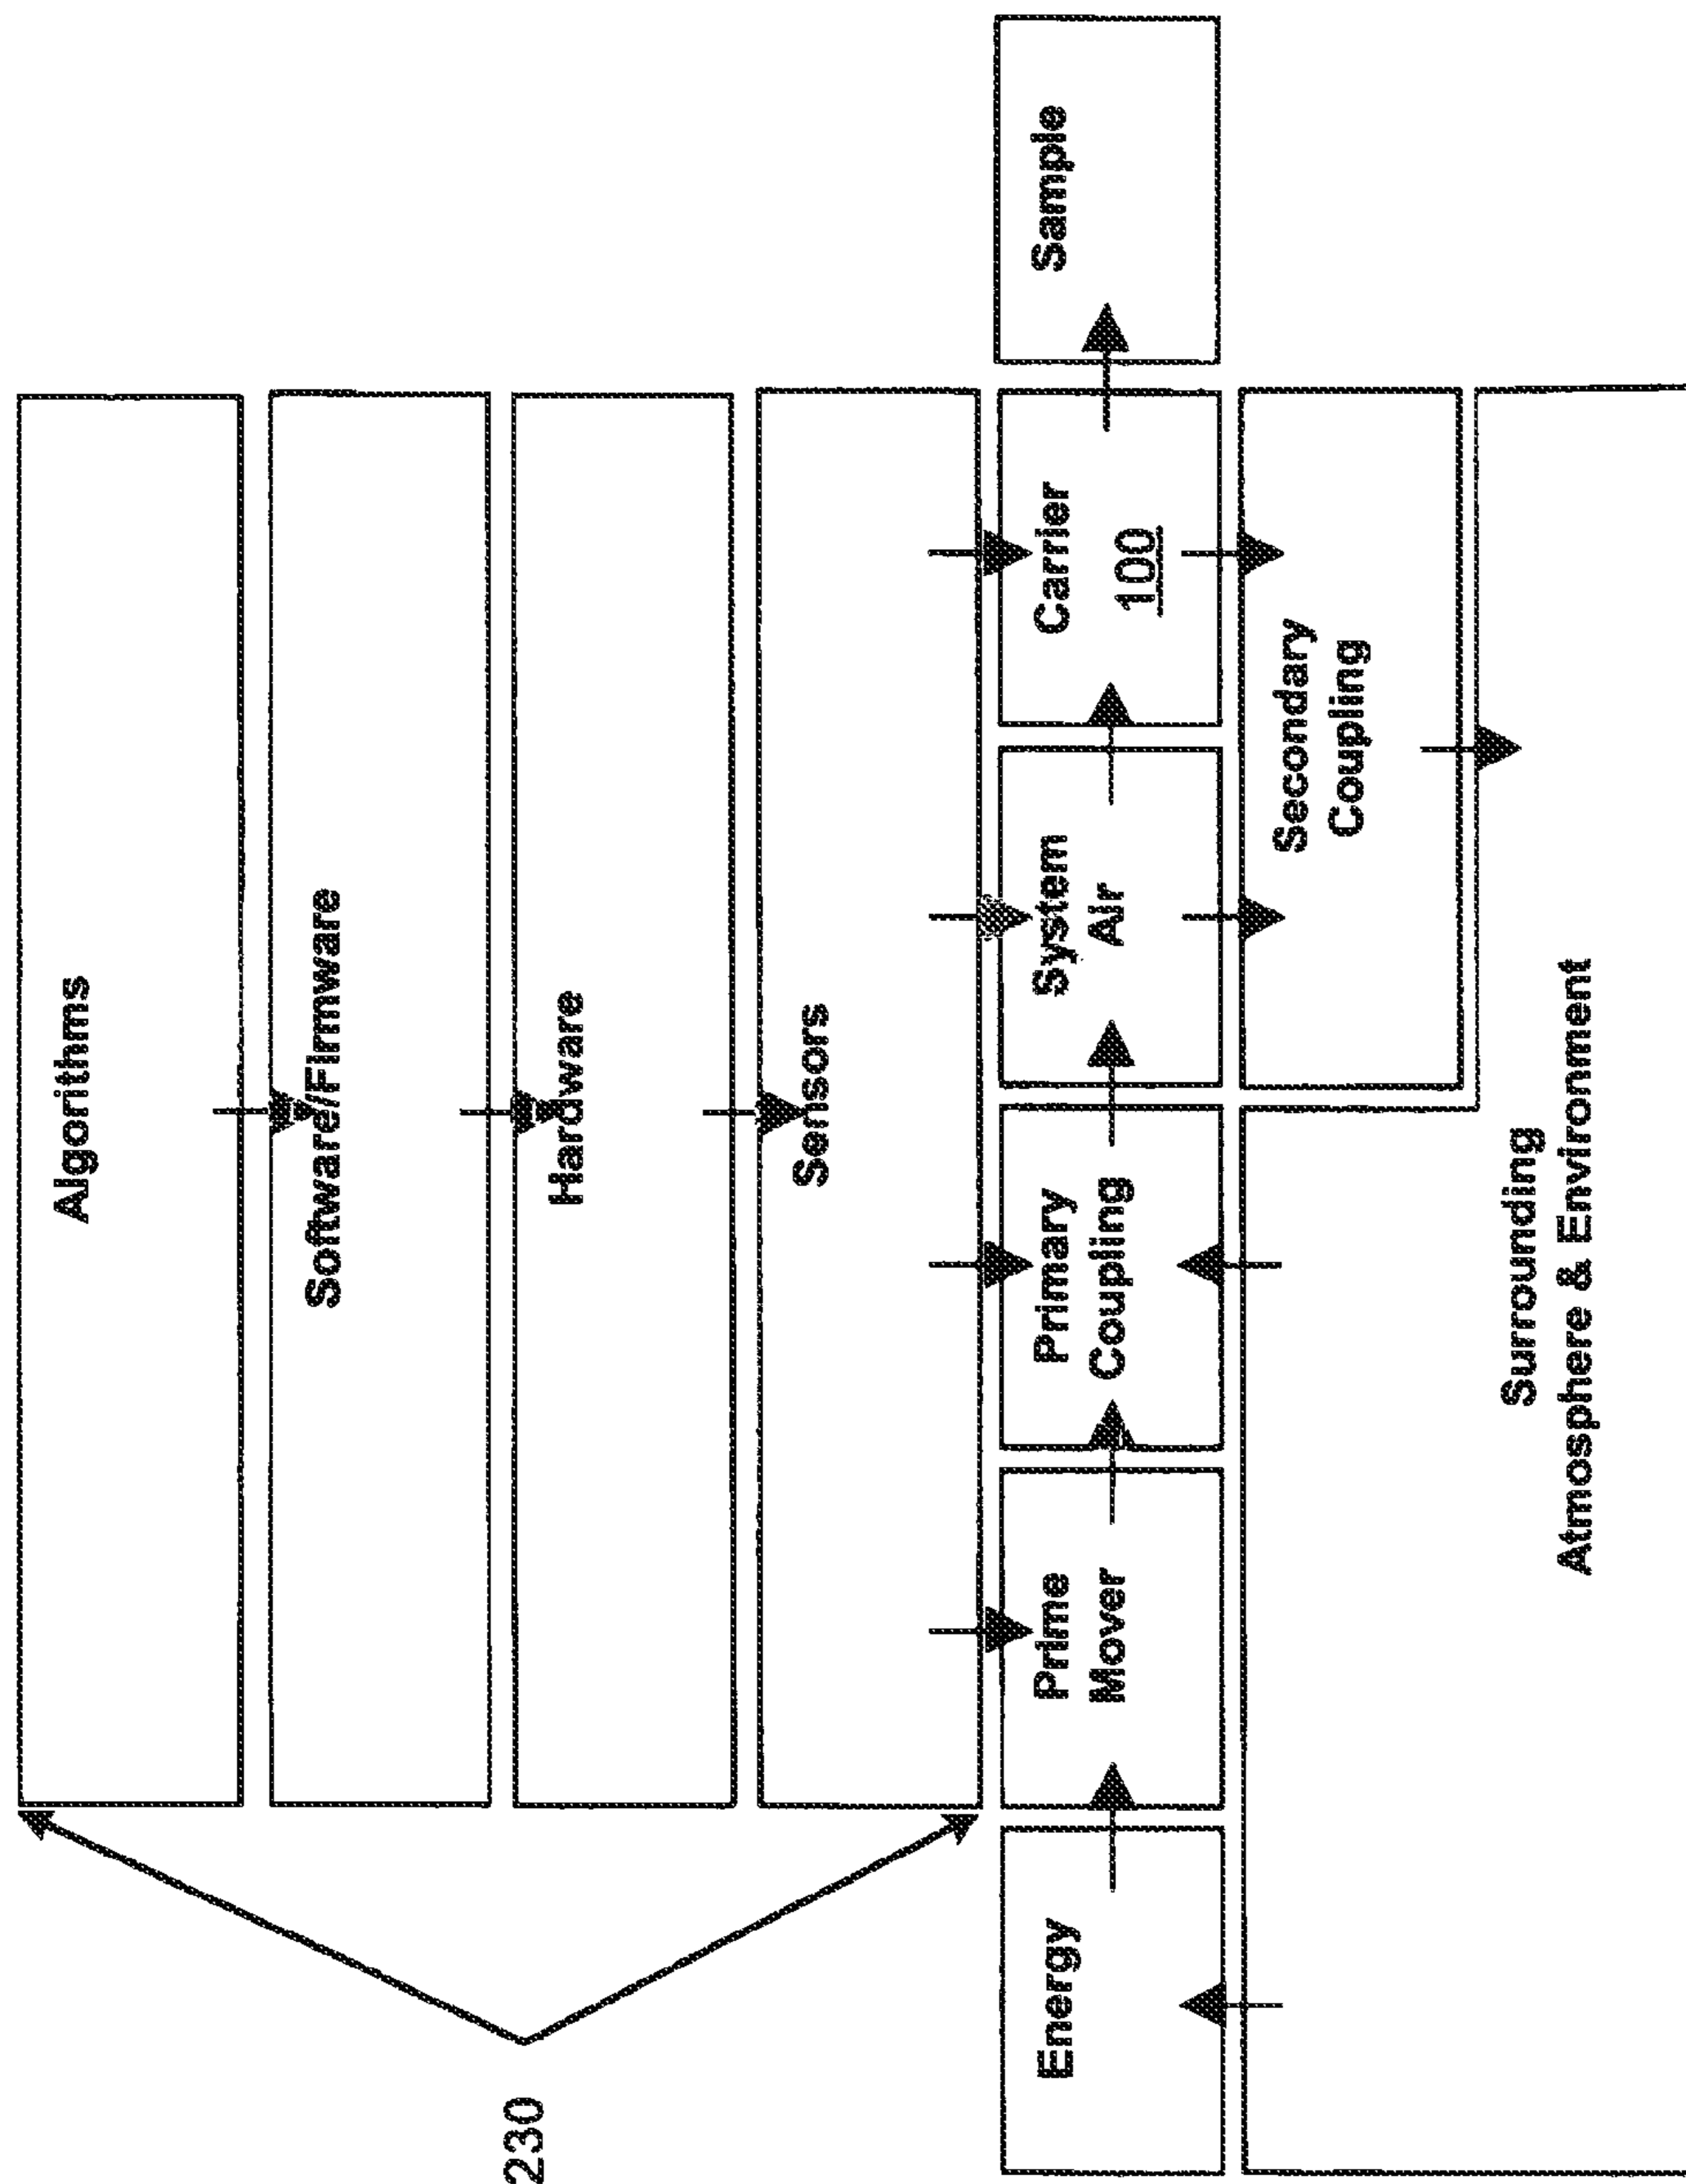 Algorithms
Software/Firmware
Hardware
Sensors
230
Energy
Prime
Mover
Primary
Coupling
System
Air
Carrier
100
Sample
Secondary
Coupling
Surrounding
Atmosphere & Environment